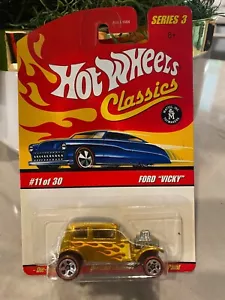 SERIES 3
Hot Wheels
Classics
#11 of 30
FORD "VICKY"